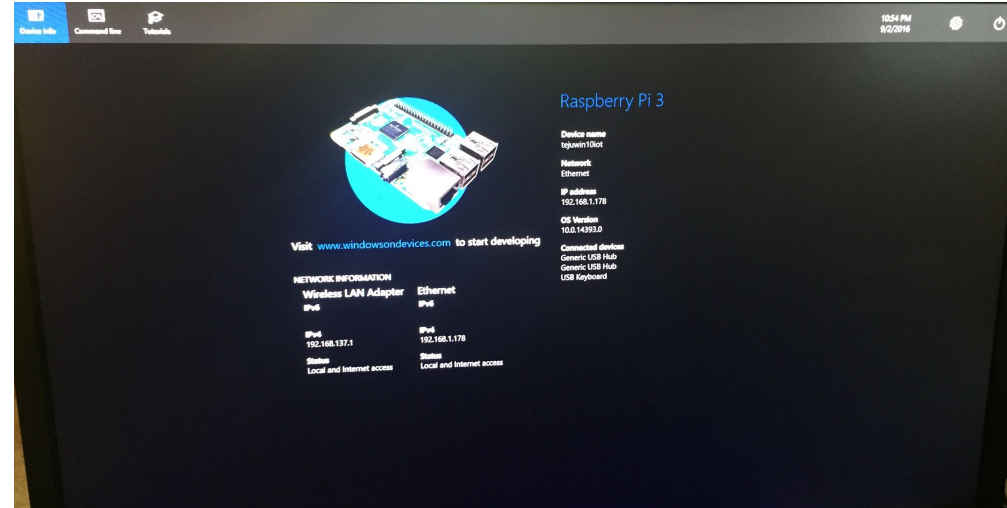 Device info
Command line
Tutorials
10:54 PM
9/2/2016
Raspberry Pi 3
Device name
tejuwin10iot
Network
Ethernet
IP address
192.168.1.178
OS Version
10.0.14393.0
Connected devices
Generic USB Hub
Generic USB Hub
USB Keyboard
Visit www.windowsondevices.com to start developing
NETWORK INFORMATION
Wireless LAN Adapter
IPv6
IPv4
192.168.137.1
Status
Local and Internet access
Ethernet
IPv6
IPv4
192.168.1.178
Status
Local and Internet access